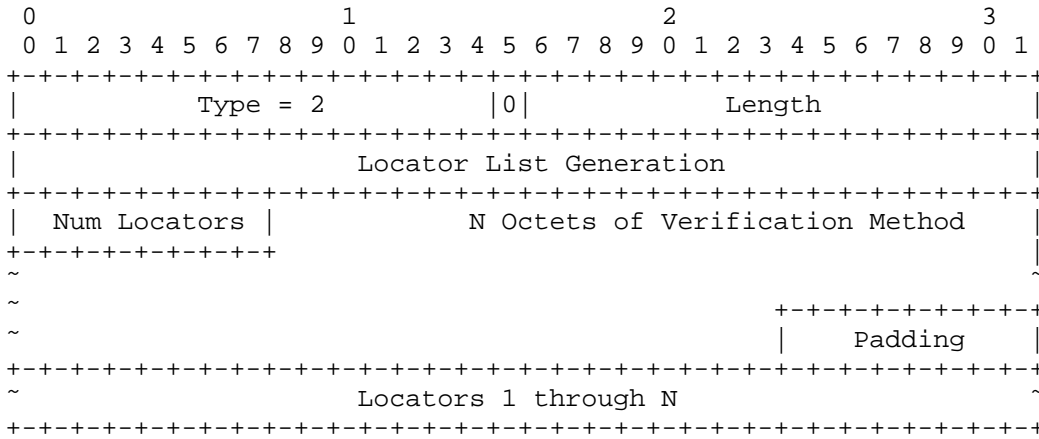 0                   1                   2                   3
 0 1 2 3 4 5 6 7 8 9 0 1 2 3 4 5 6 7 8 9 0 1 2 3 4 5 6 7 8 9 0 1
+-+-+-+-+-+-+-+-+-+-+-+-+-+-+-+-+-+-+-+-+-+-+-+-+-+-+-+-+-+-+-+-+
|           Type = 2          |0|            Length             |
+-+-+-+-+-+-+-+-+-+-+-+-+-+-+-+-+-+-+-+-+-+-+-+-+-+-+-+-+-+-+-+-+
|                     Locator List Generation                   |
+-+-+-+-+-+-+-+-+-+-+-+-+-+-+-+-+-+-+-+-+-+-+-+-+-+-+-+-+-+-+-+-+
|  Num Locators |            N Octets of Verification Method    |
+-+-+-+-+-+-+-+-+                                               |
~                                                               ~
~                                               +-+-+-+-+-+-+-+-+
~                                               |    Padding    |
+-+-+-+-+-+-+-+-+-+-+-+-+-+-+-+-+-+-+-+-+-+-+-+-+-+-+-+-+-+-+-+-+
~                     Locators 1 through N                      ~
+-+-+-+-+-+-+-+-+-+-+-+-+-+-+-+-+-+-+-+-+-+-+-+-+-+-+-+-+-+-+-+-+